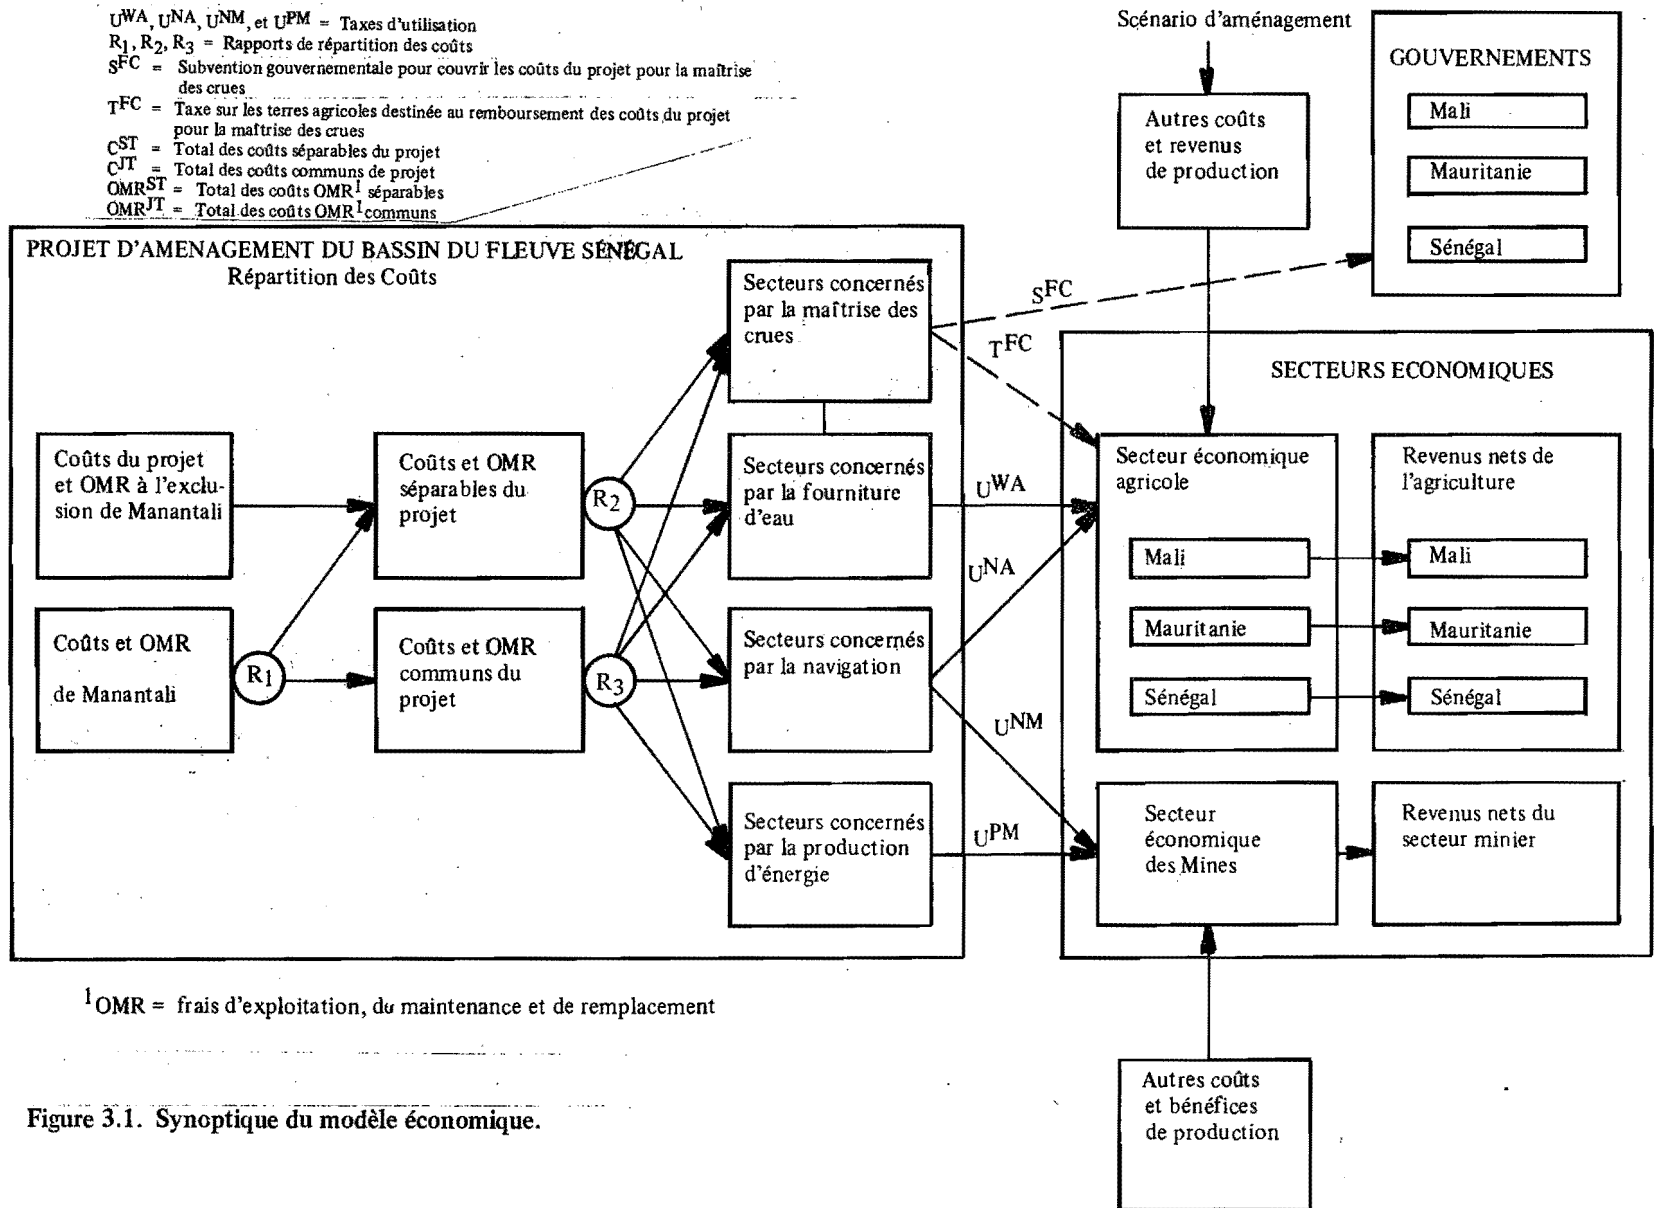 U^WA, U^NA, U^NM, et U^PM = Taxes d'utilisation
R1, R2, R3 = Rapports de répartition des coûts
S^FC = Subvention gouvernementale pour couvrir les coûts du projet pour la maîtrise
des crues
T^FC = Taxe sur les terres agricoles destinée au remboursement des coûts du projet
pour la maîtrise des crues
C^ST = Total des coûts séparables du projet
C^JT = Total des coûts communs de projet
OMR^ST = Total des coûts OMR^1 séparables
OMR^JT = Total des coûts OMR^1 communs
Scénario d'aménagement
Autres coûts
et revenus
de production
GOUVERNEMENTS
Mali
Mauritanie
Sénégal
PROJET D'AMENAGEMENT DU BASSIN DU FLEUVE SÉNÉGAL
Répartition des Coûts
Coûts du projet
et OMR à l'exclu-
sion de Manantali
Coûts et OMR
de Manantali
R1
Coûts et OMR
séparables du
projet
Coûts et OMR
communs du
projet
R2
R3
Secteurs concernés
par la maîtrise des
crues
Secteurs concernés
par la fourniture
d'eau
Secteurs concernés
par la navigation
Secteurs concernés
par la production
d'énergie
S^FC
T^FC
U^WA
U^NA
U^NM
U^PM
SECTEURS ECONOMIQUES
Secteur économique
agricole
Mali
Mauritanie
Sénégal
Revenus nets de
l'agriculture
Mali
Mauritanie
Sénégal
Secteur
économique
des Mines
Revenus nets du
secteur minier
Autres coûts
et bénéfices
de production
^1OMR = frais d'exploitation, du maintenance et de remplacement
Figure 3.1. Synoptique du modèle économique.